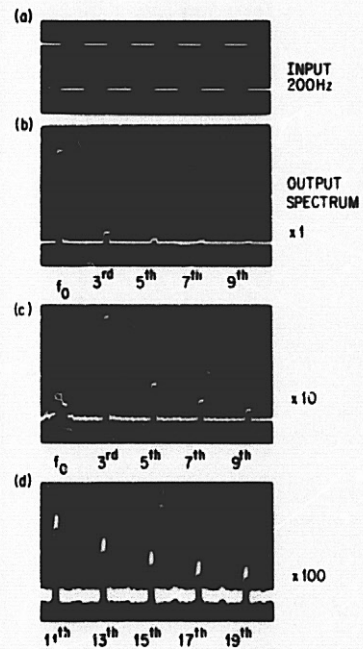 (a)
INPUT
200Hz
(b)
OUTPUT
SPECTRUM
x1
f0 3rd 5th 7th 9th
(c)
x10
f0 3rd 5th 7th 9th
(d)
x100
11th 13th 15th 17th 19th